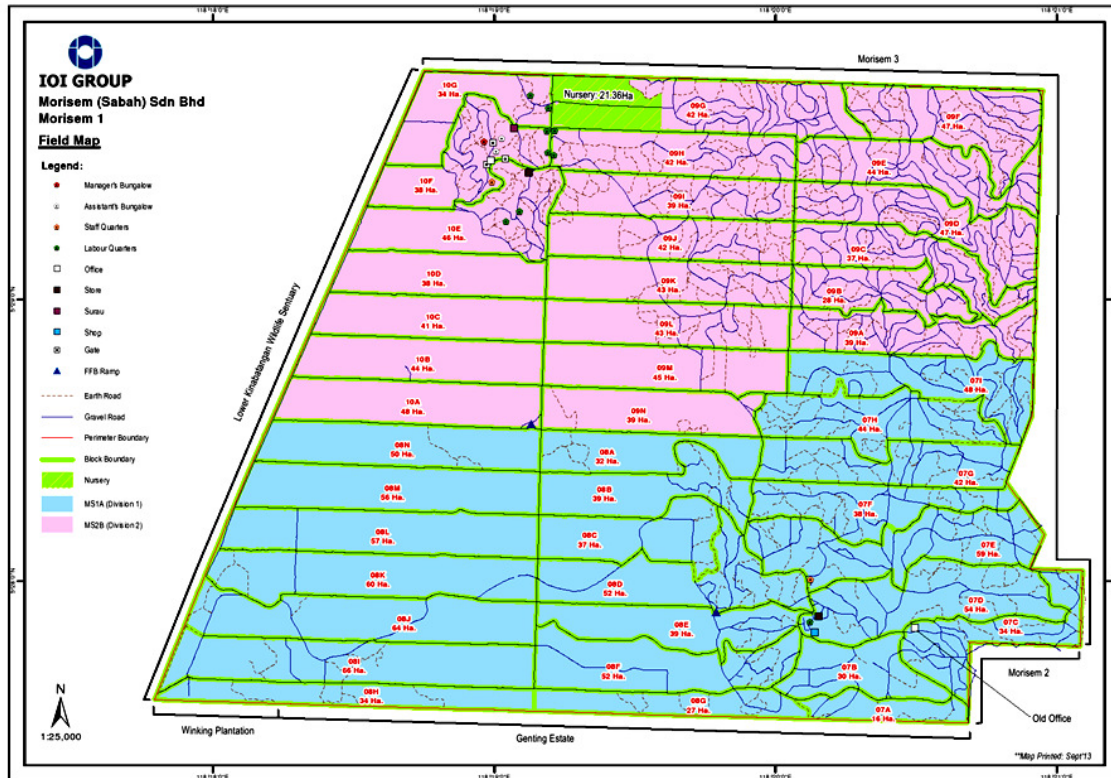 IOI GROUP
Morisem (Sabah) Sdn Bhd
Morisem 1
Field Map
Legend:
Manager's Bungalow
Assistant's Bungalow
Staff Quarters
Labour Quarters
Office
Store
Surau
Shop
Gate
FFB Ramp
Earth Road
Gravel Road
Perimeter Boundary
Block Boundary
Nursery
MS1A (Division 1)
MS2B (Division 2)
N
1:25,000
Morisem 3
Lower Kinabatangan Wildlife Sentuary
Nursery: 21.36Ha
10G
34 Ha.
09G
42 Ha.
09F
47 Ha.
09H
42 Ha.
09E
44 Ha.
10F
38 Ha.
09I
39 Ha.
10E
46 Ha.
09J
42 Ha.
09D
47 Ha.
09C
37 Ha.
10D
38 Ha.
09K
43 Ha.
09B
28 Ha.
10C
41 Ha.
09L
43 Ha.
09A
39 Ha.
10B
44 Ha.
09M
45 Ha.
07I
48 Ha.
10A
48 Ha.
09N
39 Ha.
07H
44 Ha.
08N
50 Ha.
08A
32 Ha.
07G
42 Ha.
08M
56 Ha.
08B
39 Ha.
07F
38 Ha.
08L
57 Ha.
08C
37 Ha.
07E
59 Ha.
08K
60 Ha.
08D
52 Ha.
07D
54 Ha.
08J
64 Ha.
08E
39 Ha.
07C
34 Ha.
08I
66 Ha.
08F
52 Ha.
07B
30 Ha.
08H
34 Ha.
08G
27 Ha.
07A
16 Ha.
Morisem 2
Old Office
Winking Plantation
Genting Estate
**Map Printed: Sept'13